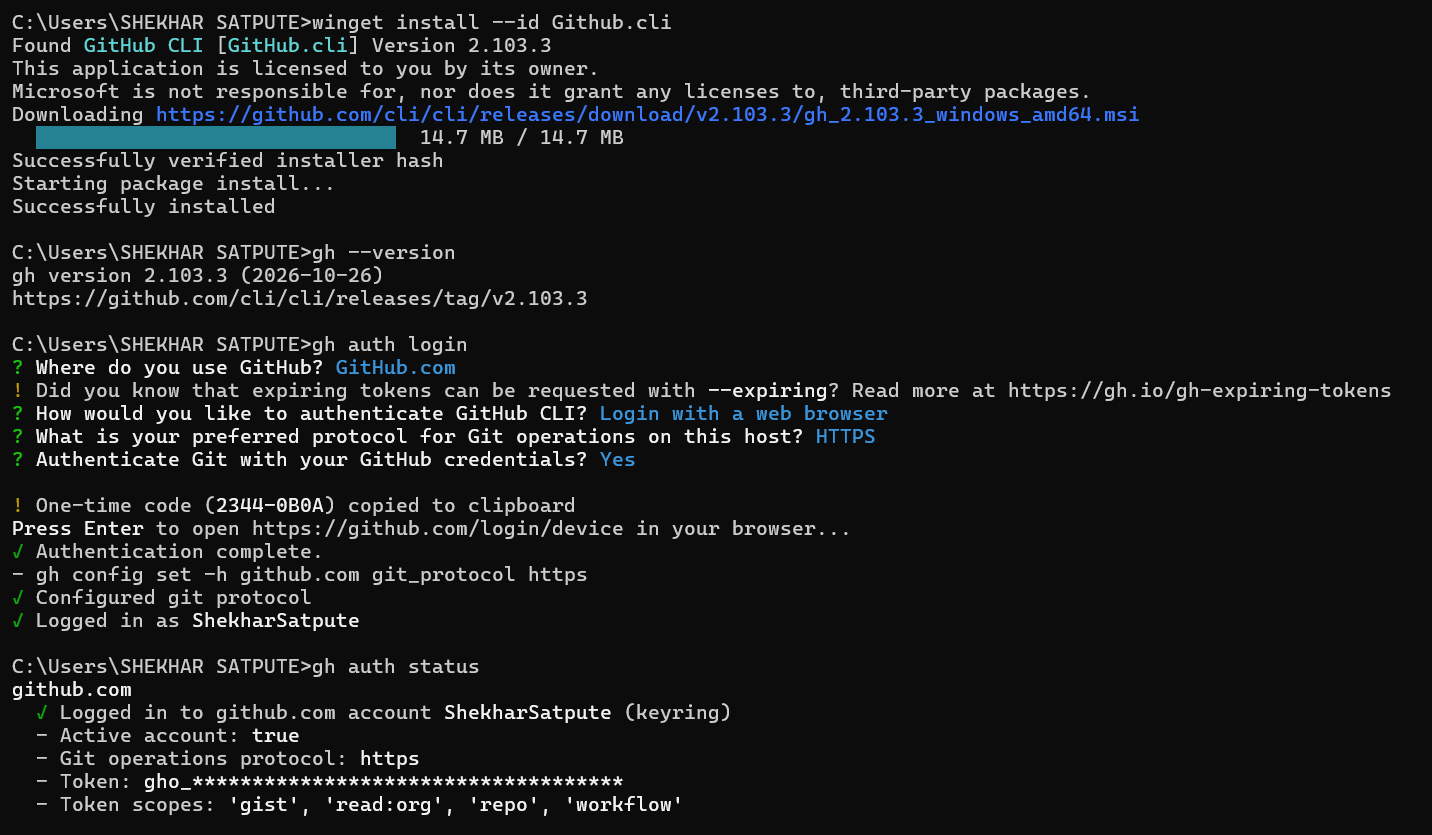 C:\Users\SHEKHAR SATPUTE>winget install --id Github.cli
Found GitHub CLI [GitHub.cli] Version 2.103.3
This application is licensed to you by its owner.
Microsoft is not responsible for, nor does it grant any licenses to, third-party packages.
Downloading https://github.com/cli/cli/releases/download/v2.103.3/gh_2.103.3_windows_amd64.msi
14.7 MB / 14.7 MB
Successfully verified installer hash
Starting package install...
Successfully installed
C:\Users\SHEKHAR SATPUTE>gh --version
gh version 2.103.3 (2026-10-26)
https://github.com/cli/cli/releases/tag/v2.103.3
C:\Users\SHEKHAR SATPUTE>gh auth login
? Where do you use GitHub? GitHub.com
! Did you know that expiring tokens can be requested with --expiring? Read more at https://gh.io/gh-expiring-tokens
? How would you like to authenticate GitHub CLI? Login with a web browser
? What is your preferred protocol for Git operations on this host? HTTPS
? Authenticate Git with your GitHub credentials? Yes
! One-time code (2344-0B0A) copied to clipboard
Press Enter to open https://github.com/login/device in your browser...
√ Authentication complete.
- gh config set -h github.com git_protocol https
√ Configured git protocol
√ Logged in as ShekharSatpute
C:\Users\SHEKHAR SATPUTE>gh auth status
github.com
√ Logged in to github.com account ShekharSatpute (keyring)
- Active account: true
- Git operations protocol: https
- Token: gho_************************************
- Token scopes: 'gist', 'read:org', 'repo', 'workflow'